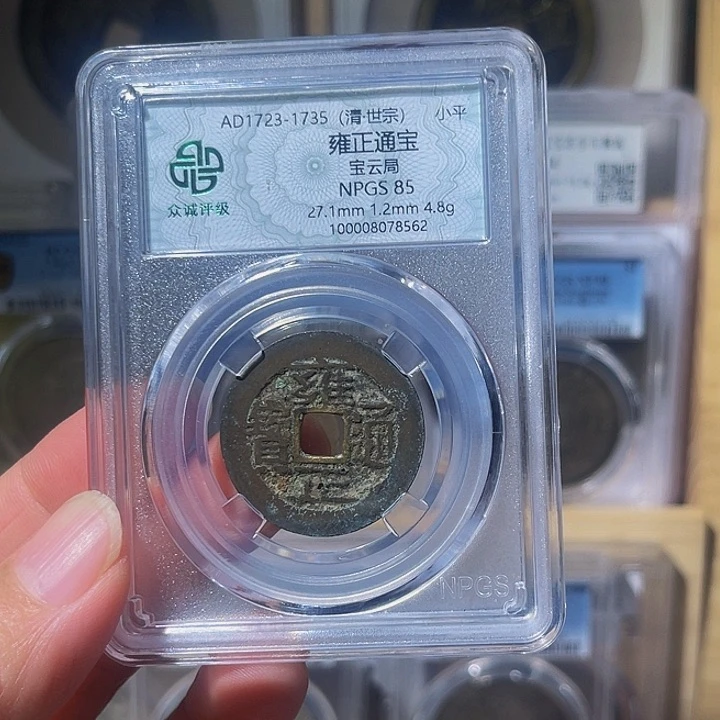 AD1723-1735（清·世宗） 小平
雍正通宝
宝云局
NPGS 85
27.1mm 1.2mm 4.8g
100008078562
众诚评级
雍正通寶
NPGS